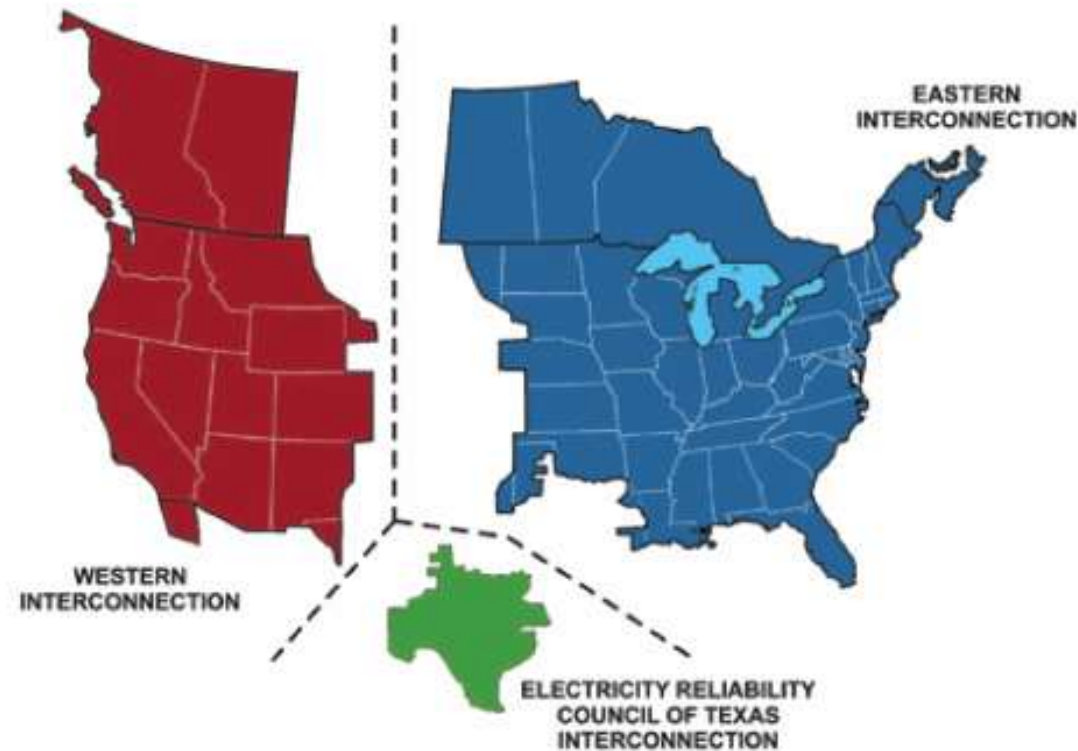 EASTERN
INTERCONNECTION
WESTERN
INTERCONNECTION
ELECTRICITY RELIABILITY
COUNCIL OF TEXAS
INTERCONNECTION